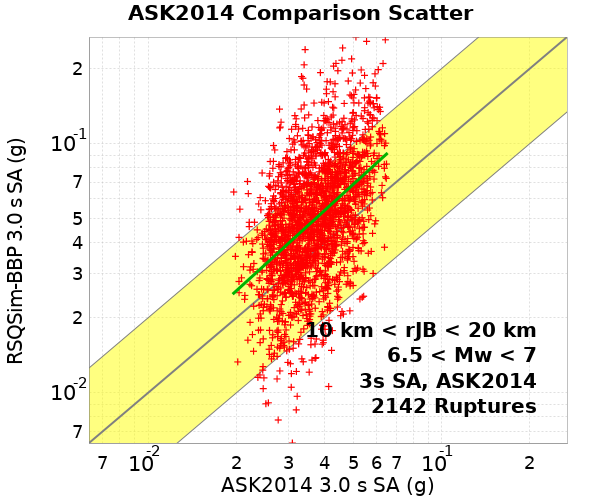 ASK2014 Comparison Scatter
RSQSim-BBP 3.0 s SA (g)
2
10-1
7
5
4
3
2
10-2
7
10 km < rJB < 20 km
6.5 < Mw < 7
3s SA, ASK2014
2142 Ruptures
7 10-2 2 3 4 5 6 7 10-1 2
ASK2014 3.0 s SA (g)